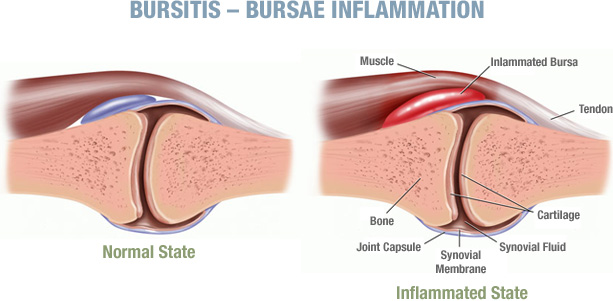 BURSITIS – BURSAE INFLAMMATION
Muscle
Inlammated Bursa
Tendon
Bone
Cartilage
Joint Capsule
Synovial Fluid
Synovial
Membrane
Normal State
Inflammated State